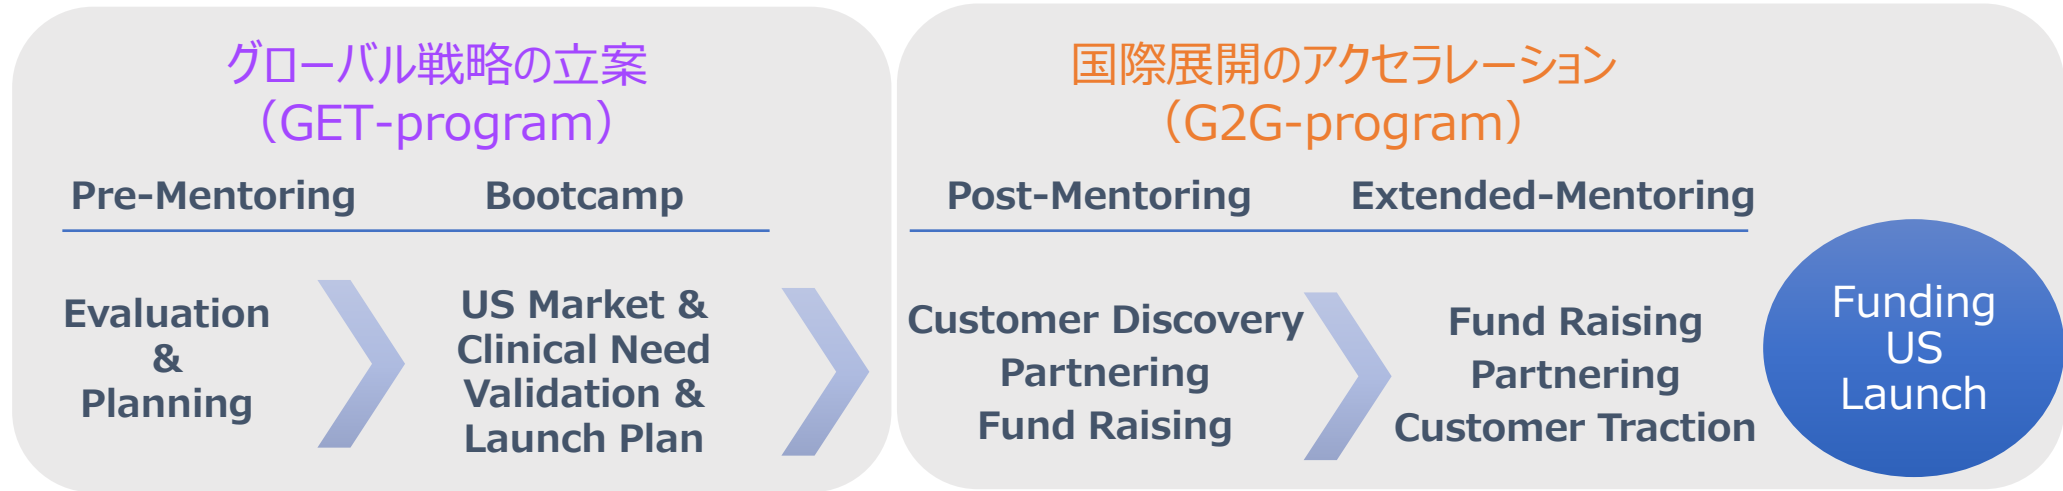 グローバル戦略の立案
（GET-program）
Pre-Mentoring
Bootcamp
Evaluation
&
Planning
US Market &
Clinical Need
Validation &
Launch Plan
国際展開のアクセラレーション
（G2G-program）
Post-Mentoring
Extended-Mentoring
Customer Discovery
Partnering
Fund Raising
Fund Raising
Partnering
Customer Traction
Funding
US
Launch